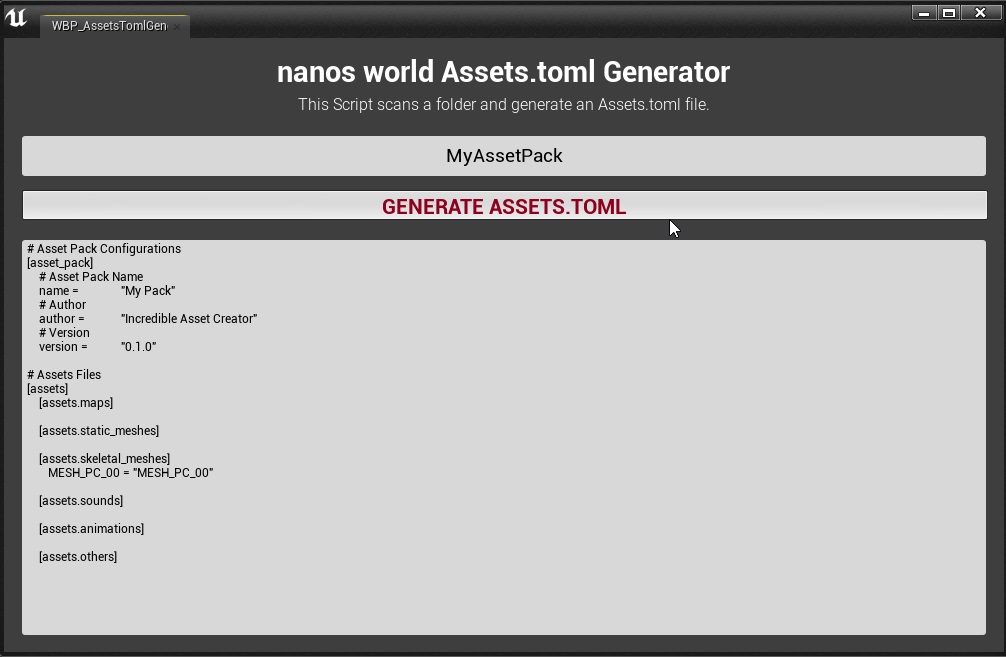 WBP_AssetsTomlGen
nanos world Assets.toml Generator
This Script scans a folder and generate an Assets.toml file.
MyAssetPack
GENERATE ASSETS.TOML
# Asset Pack Configurations
[asset_pack]
# Asset Pack Name
name = "My Pack"
# Author
author = "Incredible Asset Creator"
# Version
version = "0.1.0"
# Assets Files
[assets]
[assets.maps]
[assets.static_meshes]
[assets.skeletal_meshes]
MESH_PC_00 = "MESH_PC_00"
[assets.sounds]
[assets.animations]
[assets.others]